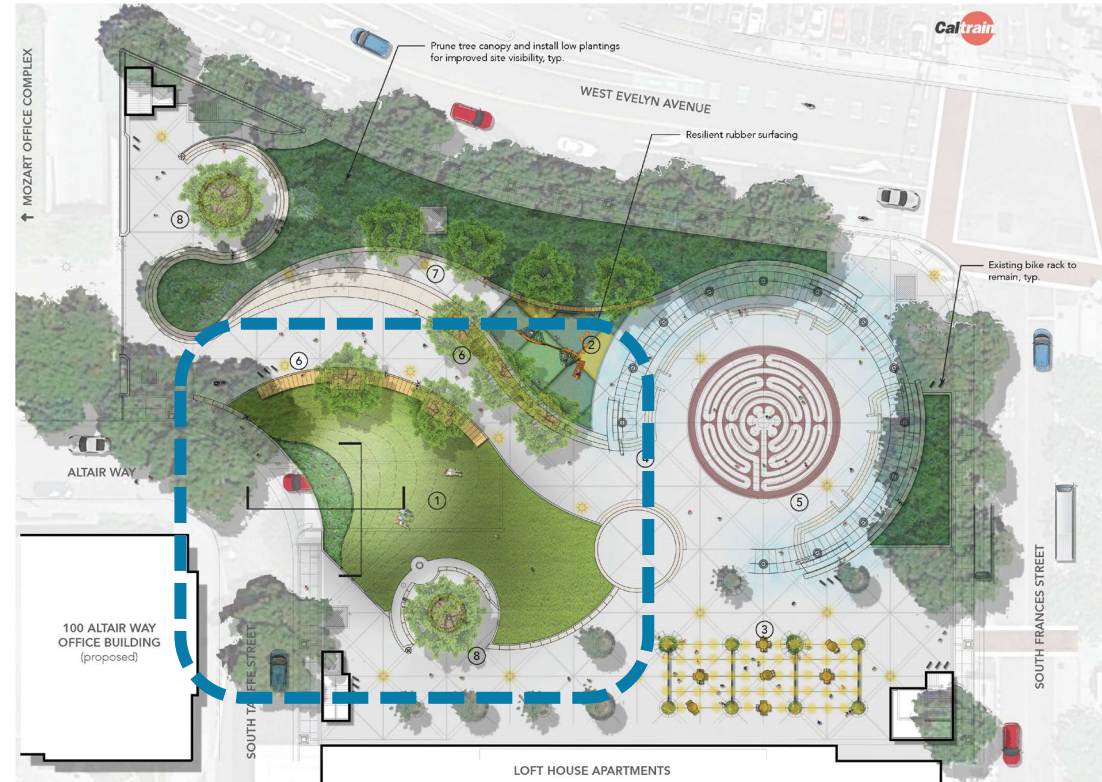 Caltrain
Prune tree canopy and install low plantings
for improved site visibility, typ.
WEST EVELYN AVENUE
MOZART OFFICE COMPLEX
Resilient rubber surfacing
8
7
Existing bike rack to
remain, typ.
2
6
6
ALTAIR WAY
4
1
5
100 ALTAIR WAY
OFFICE BUILDING
(proposed)
SOUTH TAAFFE STREET
8
3
SOUTH FRANCES STREET
LOFT HOUSE APARTMENTS